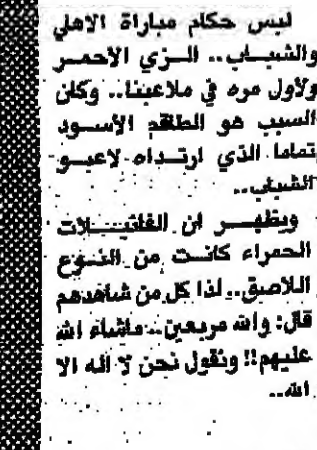 لبس حكام مباراة الاهلي
والشباب.. الزي الاحمر
ولأول مره في ملاعبنا.. وكان
السبب هو الطقم الأسود
تماما الذي ارتداه لاعبو
الشباب..
ويظهر ان الفانيلات
الحمراء كانت من النوع
اللاصق.. لذا كل من شاهدهم
قال: والله مربعين.. ماشاء الله
عليهم!! ونقول نحن لا اله الا
الله..